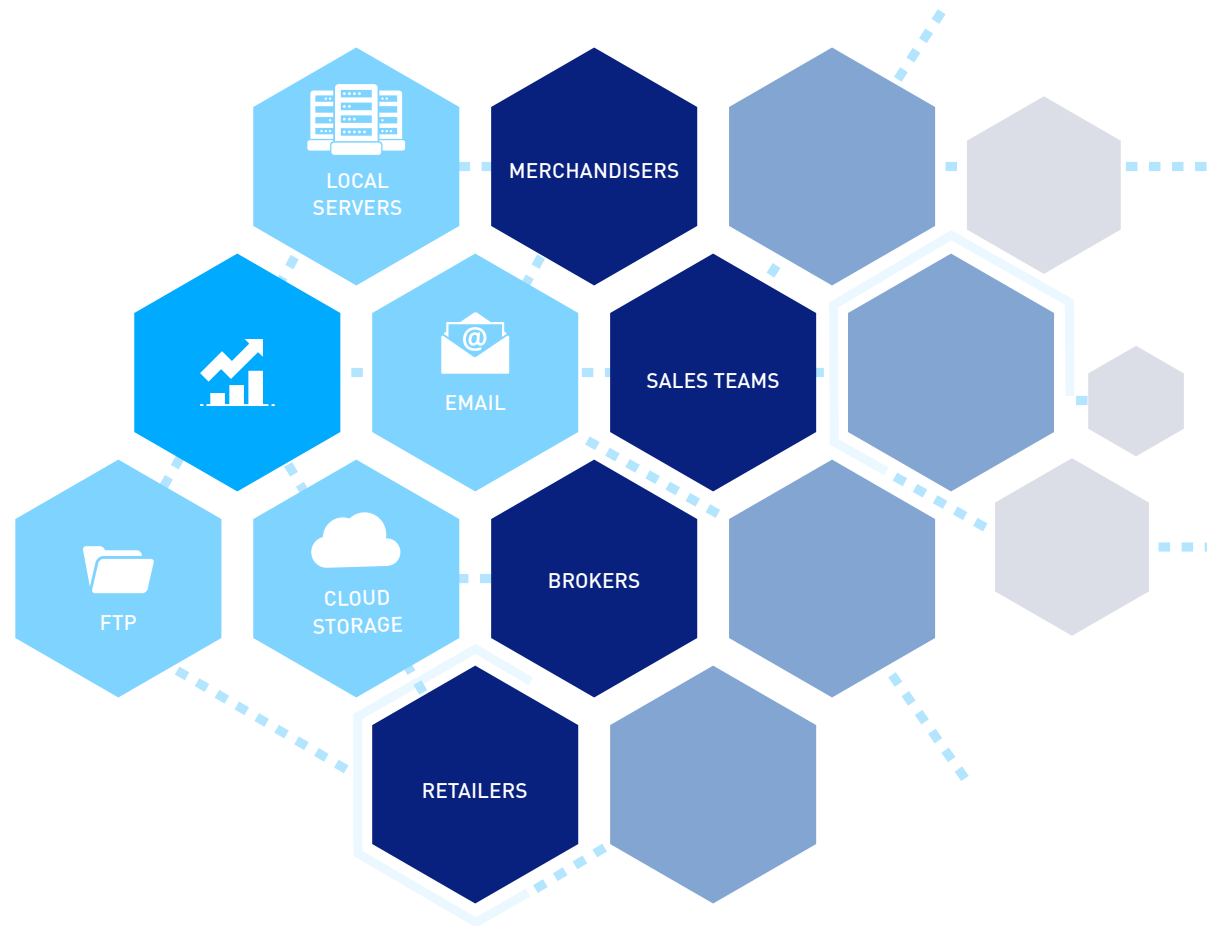 LOCAL
SERVERS
MERCHANDISERS
@
EMAIL
SALES TEAMS
FTP
CLOUD
STORAGE
BROKERS
RETAILERS